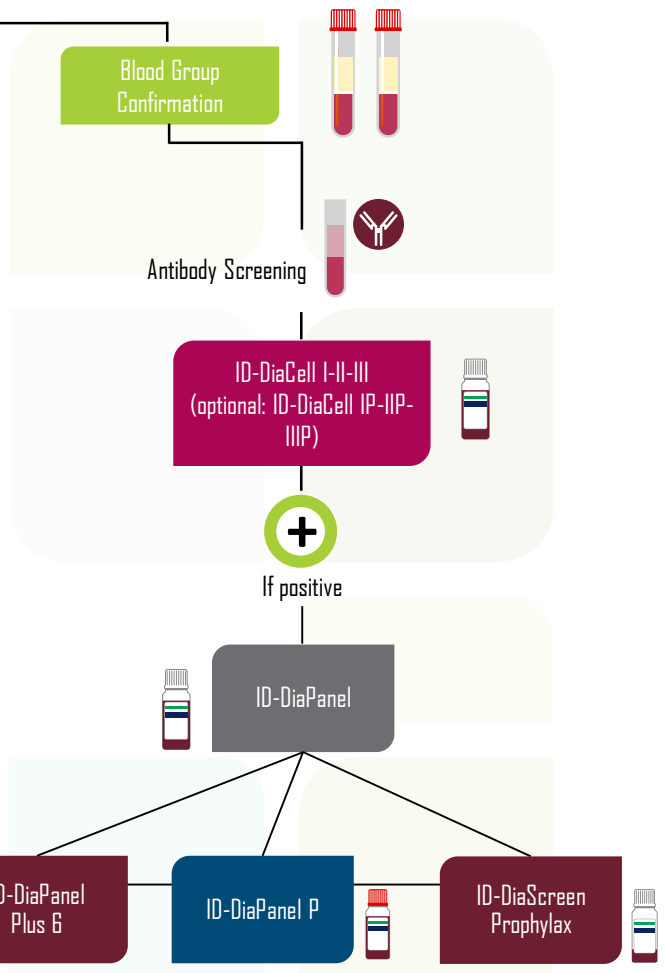 Blood Group
Confirmation
Antibody Screening
ID-DiaCell I-II-III
(optional: ID-DiaCell IP-IIP-
IIIP)
If positive
ID-DiaPanel
D-DiaPanel
Plus 6
ID-DiaPanel P
ID-DiaScreen
Prophylax